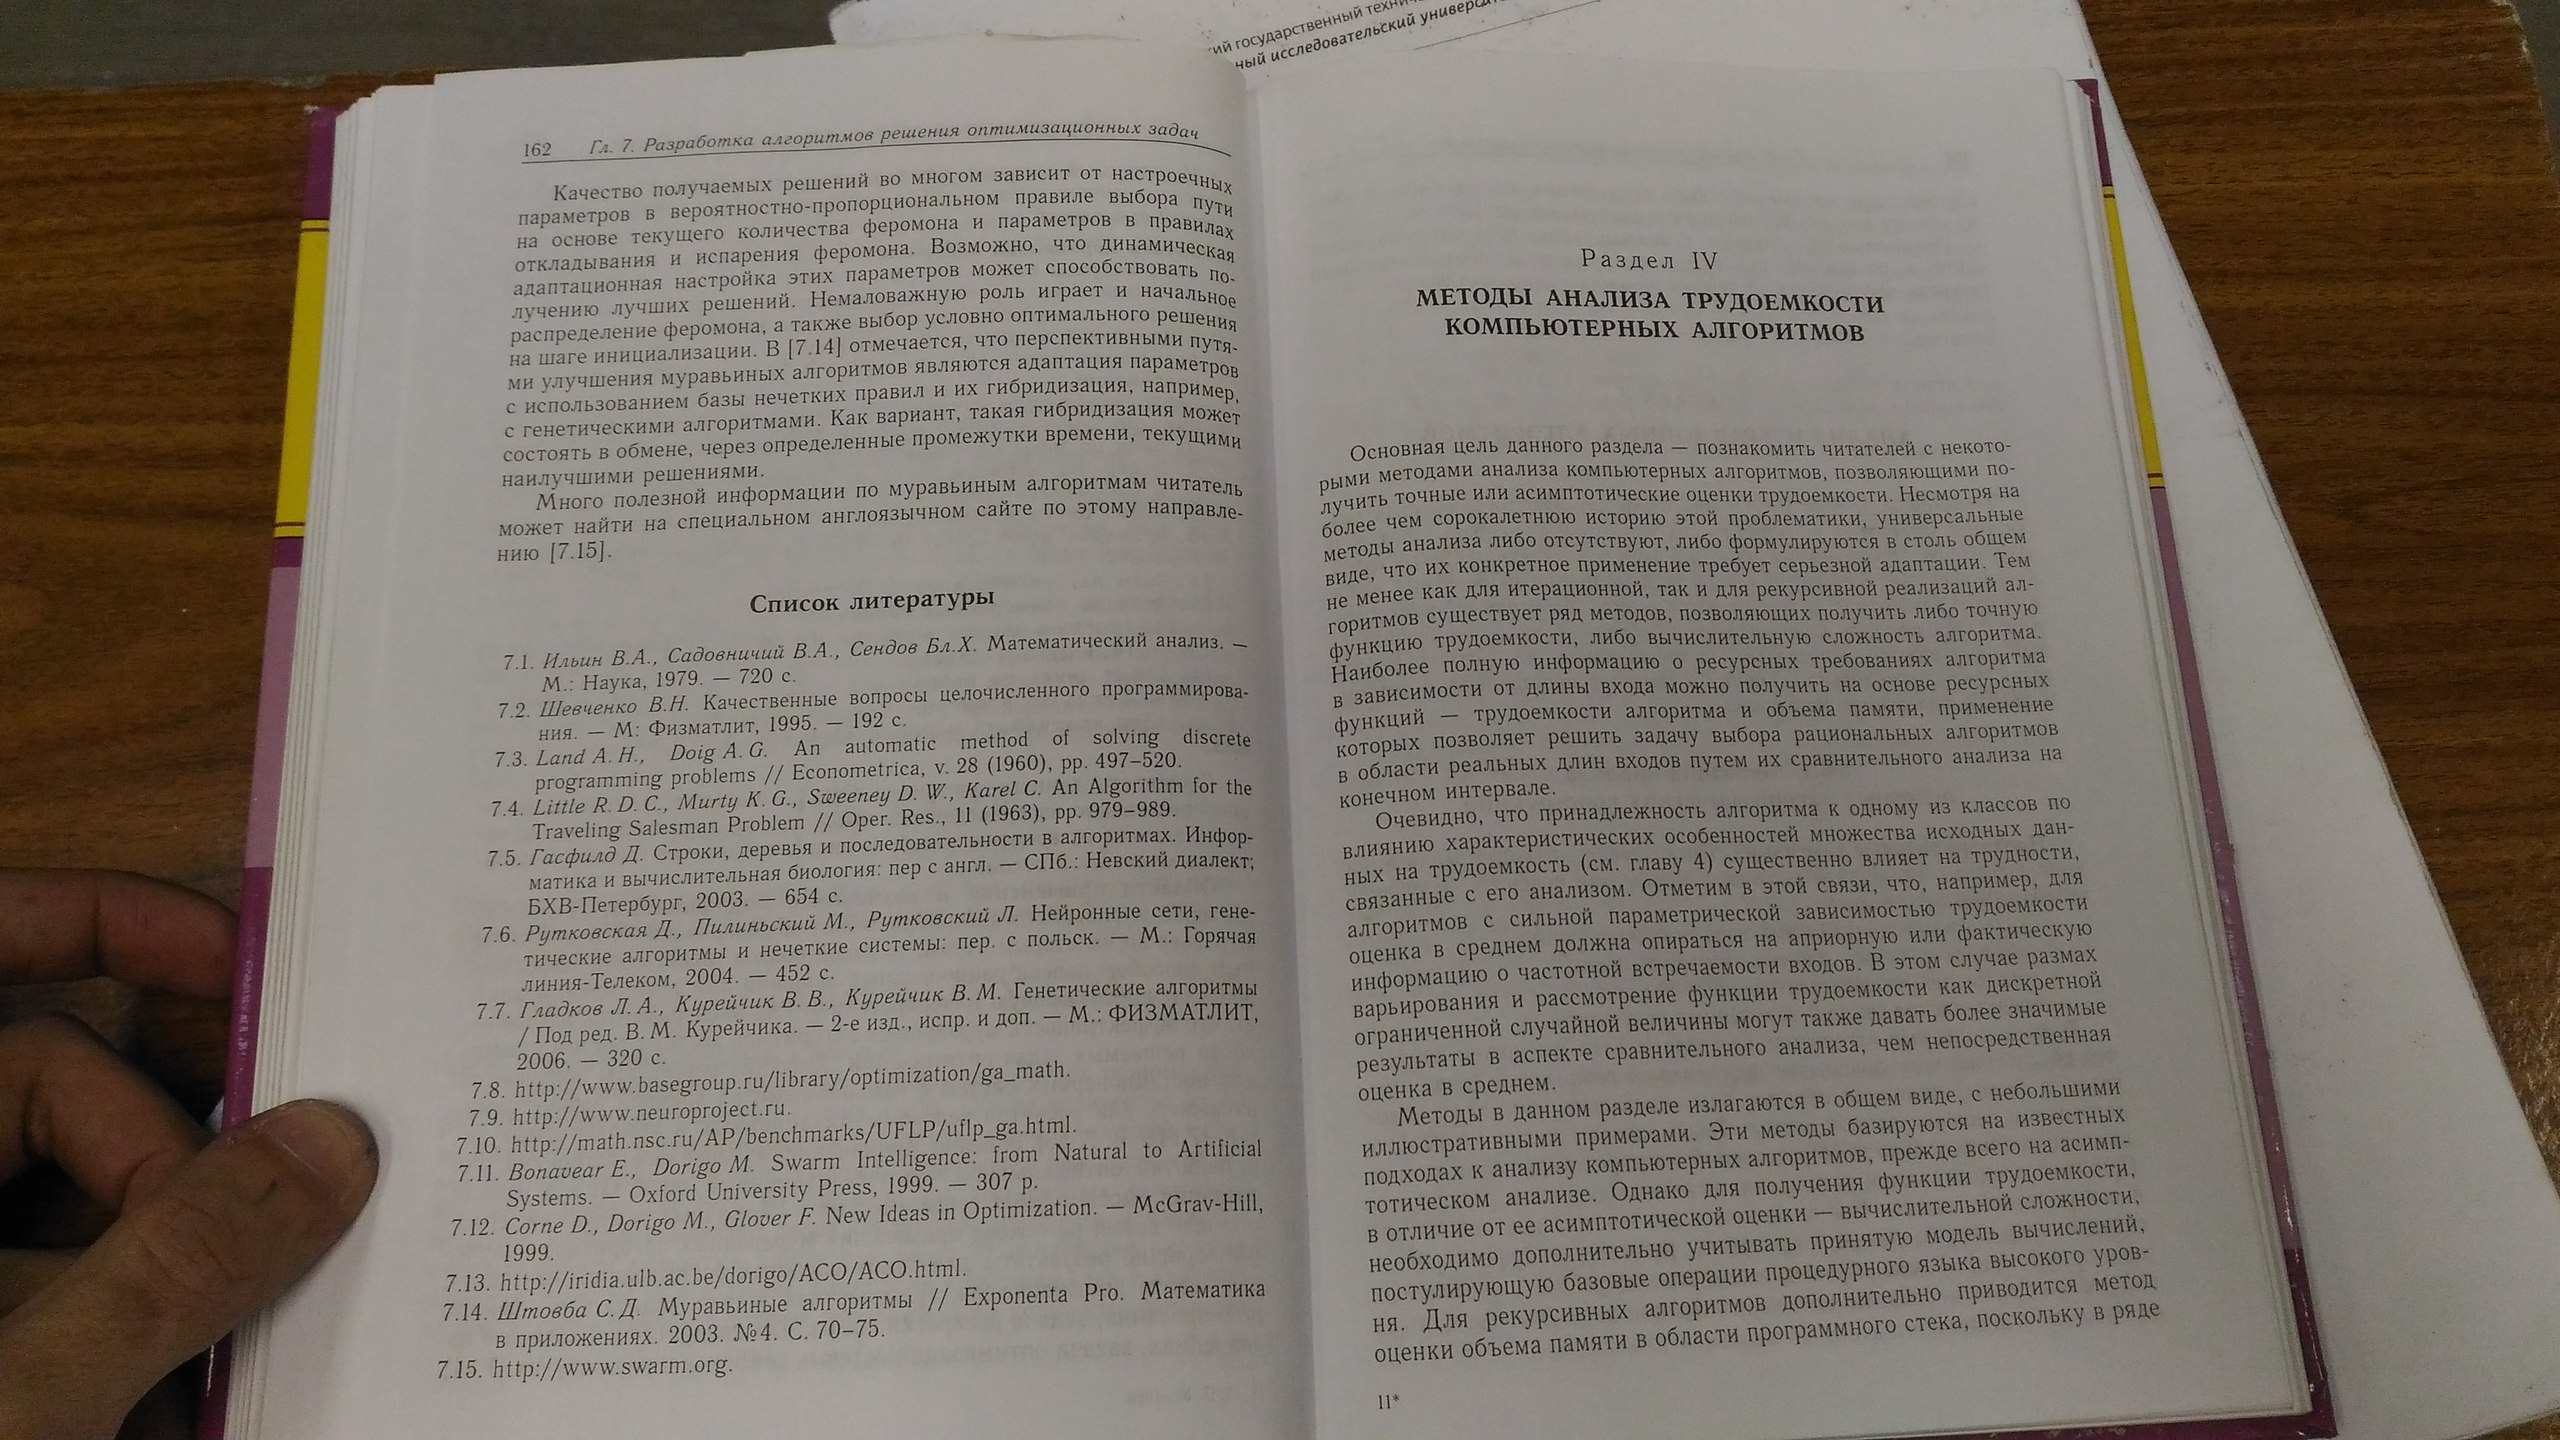 кий государственный техни
ный исследовательский универс
162 Гл. 7. Разработка алгоритмов решения оптимизационных задач
Качество получаемых решений во многом зависит от настроечных
параметров в вероятностно-пропорциональном правиле выбора пути
на основе текущего количества феромона и параметров в правилах
откладывания и испарения феромона. Возможно, что динамическая
адаптационная настройка этих параметров может способствовать по-
лучению лучших решений. Немаловажную роль играет и начальное
распределение феромона, а также выбор условно оптимального решения
на шаге инициализации. В [7.14] отмечается, что перспективными путя-
ми улучшения муравьиных алгоритмов являются адаптация параметров
с использованием базы нечетких правил и их гибридизация, например,
с генетическими алгоритмами. Как вариант, такая гибридизация может
состоять в обмене, через определенные промежутки времени, текущими
наилучшими решениями.
Много полезной информации по муравьиным алгоритмам читатель
может найти на специальном англоязычном сайте по этому направле-
нию [7.15].
Список литературы
7.1. Ильин В.А., Садовничий В.А., Сендов Бл.Х. Математический анализ. —
М.: Наука, 1979. — 720 с.
7.2. Шевченко В.Н. Качественные вопросы целочисленного программирова-
ния. — М: Физматлит, 1995. — 192 с.
7.3. Land A. H., Doig A. G. An automatic method of solving discrete
programming problems // Econometrica, v. 28 (1960), pp. 497–520.
7.4. Little R. D. C., Murty K. G., Sweeney D. W., Karel C. An Algorithm for the
Traveling Salesman Problem // Oper. Res., 11 (1963), pp. 979–989.
7.5. Гасфилд Д. Строки, деревья и последовательности в алгоритмах. Инфор-
матика и вычислительная биология: пер с англ. — СПб.: Невский диалект;
БХВ-Петербург, 2003. — 654 с.
7.6. Рутковская Д., Пилиньский М., Рутковский Л. Нейронные сети, гене-
тические алгоритмы и нечеткие системы: пер. с польск. — М.: Горячая
линия-Телеком, 2004. — 452 с.
7.7. Гладков Л. А., Курейчик В. В., Курейчик В. М. Генетические алгоритмы
/ Под ред. В. М. Курейчика. — 2-е изд., испр. и доп. — М.: ФИЗМАТЛИТ,
2006. — 320 с.
7.8. http://www.basegroup.ru/library/optimization/ga_math.
7.9. http://www.neuroproject.ru.
7.10. http://math.nsc.ru/AP/benchmarks/UFLP/uflp_ga.html.
7.11. Bonavear E., Dorigo M. Swarm Intelligence: from Natural to Artificial
Systems. — Oxford University Press, 1999. — 307 p.
7.12. Corne D., Dorigo M., Glover F. New Ideas in Optimization. — McGrav-Hill,
1999.
7.13. http://iridia.ulb.ac.be/dorigo/ACO/ACO.html.
7.14. Штовба С. Д. Муравьиные алгоритмы // Exponenta Pro. Математика
в приложениях. 2003. №4. С. 70–75.
7.15. http://www.swarm.org.
Раздел IV
МЕТОДЫ АНАЛИЗА ТРУДОЕМКОСТИ
КОМПЬЮТЕРНЫХ АЛГОРИТМОВ
Основная цель данного раздела — познакомить читателей с некото-
рыми методами анализа компьютерных алгоритмов, позволяющими по-
лучить точные или асимптотические оценки трудоемкости. Несмотря на
более чем сорокалетнюю историю этой проблематики, универсальные
методы анализа либо отсутствуют, либо формулируются в столь общем
виде, что их конкретное применение требует серьезной адаптации. Тем
не менее как для итерационной, так и для рекурсивной реализаций ал-
горитмов существует ряд методов, позволяющих получить либо точную
функцию трудоемкости, либо вычислительную сложность алгоритма.
Наиболее полную информацию о ресурсных требованиях алгоритма
в зависимости от длины входа можно получить на основе ресурсных
функций — трудоемкости алгоритма и объема памяти, применение
которых позволяет решить задачу выбора рациональных алгоритмов
в области реальных длин входов путем их сравнительного анализа на
конечном интервале.
Очевидно, что принадлежность алгоритма к одному из классов по
влиянию характеристических особенностей множества исходных дан-
ных на трудоемкость (см. главу 4) существенно влияет на трудности,
связанные с его анализом. Отметим в этой связи, что, например, для
алгоритмов с сильной параметрической зависимостью трудоемкости
оценка в среднем должна опираться на априорную или фактическую
информацию о частотной встречаемости входов. В этом случае размах
варьирования и рассмотрение функции трудоемкости как дискретной
ограниченной случайной величины могут также давать более значимые
результаты в аспекте сравнительного анализа, чем непосредственная
оценка в среднем.
Методы в данном разделе излагаются в общем виде, с небольшими
иллюстративными примерами. Эти методы базируются на известных
подходах к анализу компьютерных алгоритмов, прежде всего на асимп-
тотическом анализе. Однако для получения функции трудоемкости,
в отличие от ее асимптотической оценки — вычислительной сложности,
необходимо дополнительно учитывать принятую модель вычислений,
постулирующую базовые операции процедурного языка высокого уров-
ня. Для рекурсивных алгоритмов дополнительно приводится метод
оценки объема памяти в области программного стека, поскольку в ряде
11*